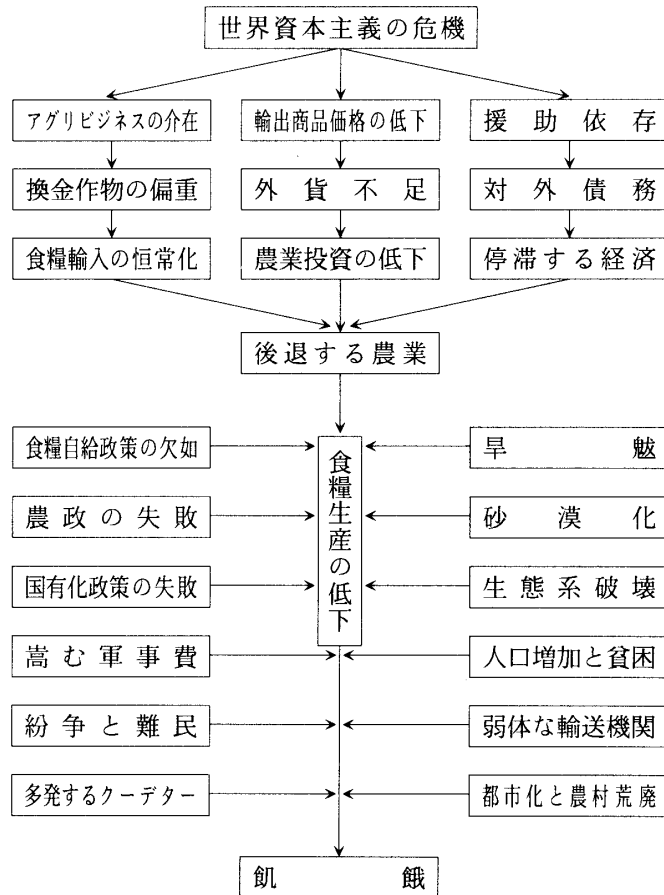 世界資本主義の危機
アグリビジネスの介在
輸出商品価格の低下
援助依存
換金作物の偏重
外貨不足
対外債務
食糧輸入の恒常化
農業投資の低下
停滞する経済
後退する農業
食糧生産の低下
食糧自給政策の欠如
旱魃
農政の失敗
砂漠化
国有化政策の失敗
生態系破壊
嵩む軍事費
人口増加と貧困
紛争と難民
弱体な輸送機関
多発するクーデター
都市化と農村荒廃
飢餓